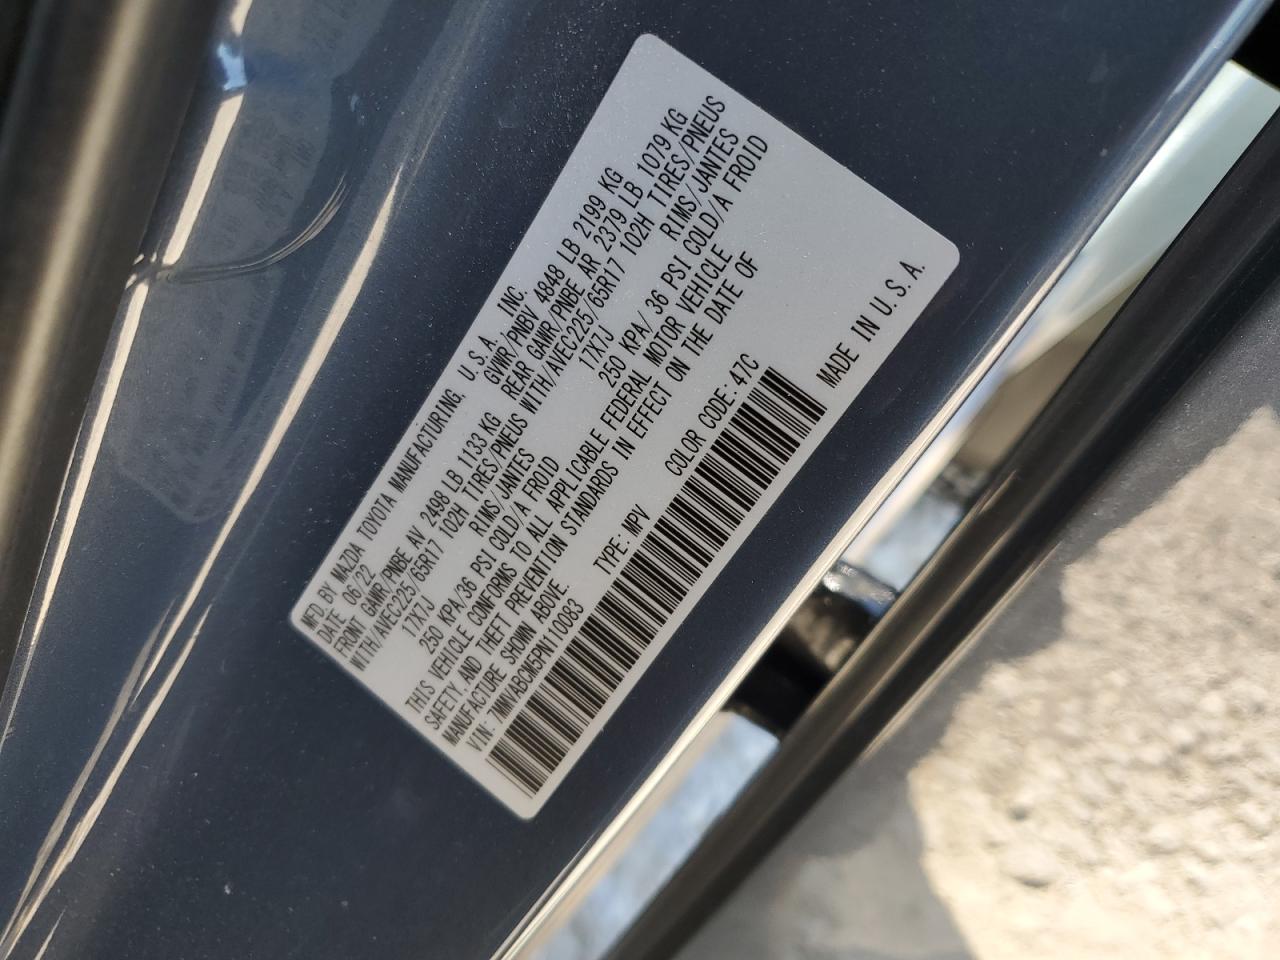 MFD. BY MAZDA TOYOTA MANUFACTURING, U.S.A., INC.
DATE 06/22 GVWR/PNBV 4848 LB 2199 KG
FRONT GAWR/PNBE AV 2498 LB 1133 KG REAR GAWR/PNBE AR 2379 LB 1079 KG
WITH/AVEC225/65R17 102H TIRES/PNEUS WITH/AVEC225/65R17 102H TIRES/PNEUS
17X7J RIMS/JANTES 17X7J RIMS/JANTES
250 KPA/36 PSI COLD/A FROID 250 KPA/ 36 PSI COLD/A FROID
THIS VEHICLE CONFORMS TO ALL APPLICABLE FEDERAL MOTOR VEHICLE
SAFETY, AND THEFT PREVENTION STANDARDS IN EFFECT ON THE DATE OF
MANUFACTURE SHOWN ABOVE.
VIN: 7MMVABCM5PN110083 TYPE: MPV COLOR CODE: 47C
MADE IN U.S.A.